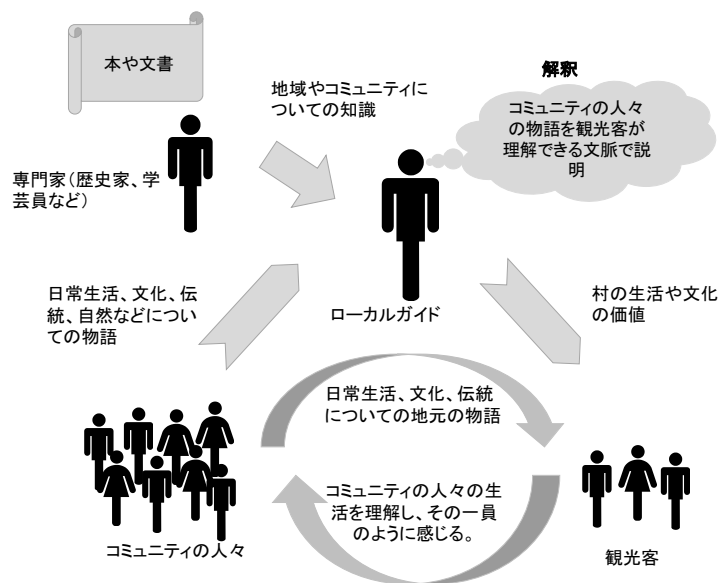 本や文書
地域やコミュニティに
ついての知識
解釈
コミュニティの人々
の物語を観光客が
理解できる文脈で説
明
専門家（歴史家、学
芸員など）
日常生活、文化、伝
統、自然などについ
ての物語
ローカルガイド
村の生活や文化
の価値
日常生活、文化、伝統
についての地元の物語
コミュニティの人々の生
活を理解し、その一員
のように感じる。
コミュニティの人々
観光客